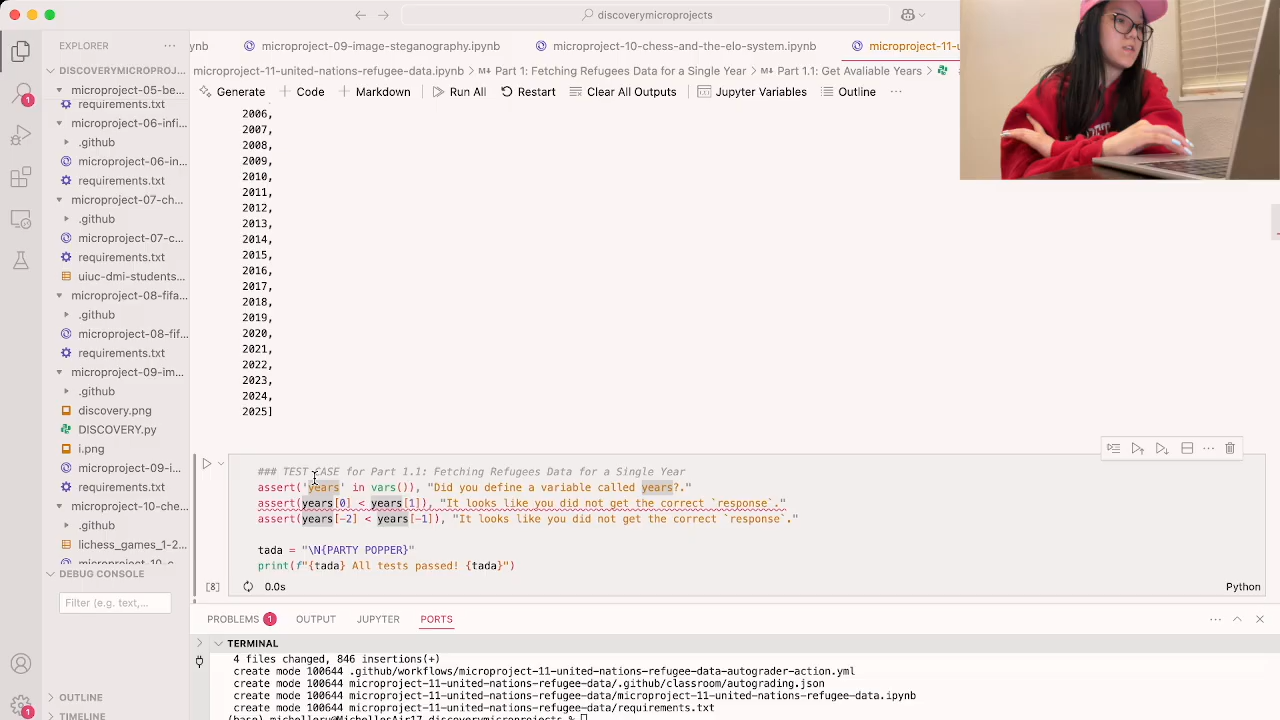 discoverymicroprojects
EXPLORER
DISCOVERYMICROPROJ...
microproject-05-be...
requirements.txt
microproject-06-infi...
.github
microproject-06-in...
requirements.txt
microproject-07-ch...
.github
microproject-07-c...
requirements.txt
uiuc-dmi-students...
microproject-08-fifa...
.github
microproject-08-fif...
requirements.txt
microproject-09-im...
.github
discovery.png
DISCOVERY.py
i.png
microproject-09-i...
requirements.txt
microproject-10-che...
.github
lichess_games_1-2...
microproject-10-c...
DEBUG CONSOLE
Filter (e.g. text,...
OUTLINE
TIMELINE
1
1
ynb
microproject-09-image-steganography.ipynb
microproject-10-chess-and-the-elo-system.ipynb
microproject-11-u
microproject-11-united-nations-refugee-data.ipynb > Part 1: Fetching Refugees Data for a Single Year > Part 1.1: Get Avaliable Years >
Generate + Code + Markdown Run All Restart Clear All Outputs Jupyter Variables Outline ...
2006,
2007,
2008,
2009,
2010,
2011,
2012,
2013,
2014,
2015,
2016,
2017,
2018,
2019,
2020,
2021,
2022,
2023,
2024,
2025]
### TEST CASE for Part 1.1: Fetching Refugees Data for a Single Year
assert('years' in vars()), "Did you define a variable called years?."
assert(years[0] < years[1]), "It looks like you did not get the correct `response`."
assert(years[-2] < years[-1]), "It looks like you did not get the correct `response`."
tada = "\N{PARTY POPPER}"
print(f"{tada} All tests passed! {tada}")
[8] 0.0s Python
PROBLEMS 1 OUTPUT JUPYTER PORTS
TERMINAL
4 files changed, 846 insertions(+)
create mode 100644 .github/workflows/microproject-11-united-nations-refugee-data-autograder-action.yml
create mode 100644 microproject-11-united-nations-refugee-data/.github/classroom/autograding.json
create mode 100644 microproject-11-united-nations-refugee-data/microproject-11-united-nations-refugee-data.ipynb
create mode 100644 microproject-11-united-nations-refugee-data/requirements.txt